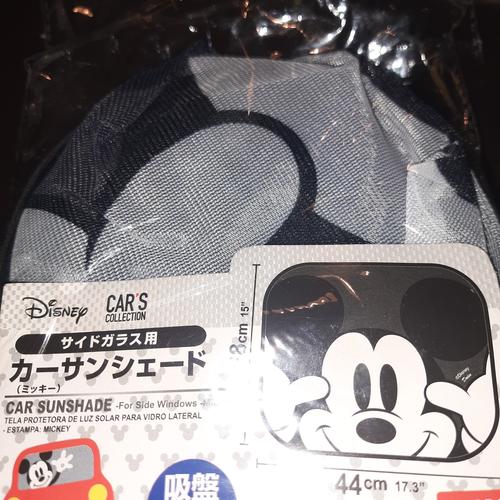 Disney
CAR'S
COLLECTION
サイドガラス用
カーサンシェード
(ミッキー)
CAR SUNSHADE -For Side Windows
TELA PROTETORA DE LUZ SOLAR PARA VIDRO LATERAL
- ESTAMPA: MICKEY
吸盤
8cm 15"
©Disney
44cm 17.3"